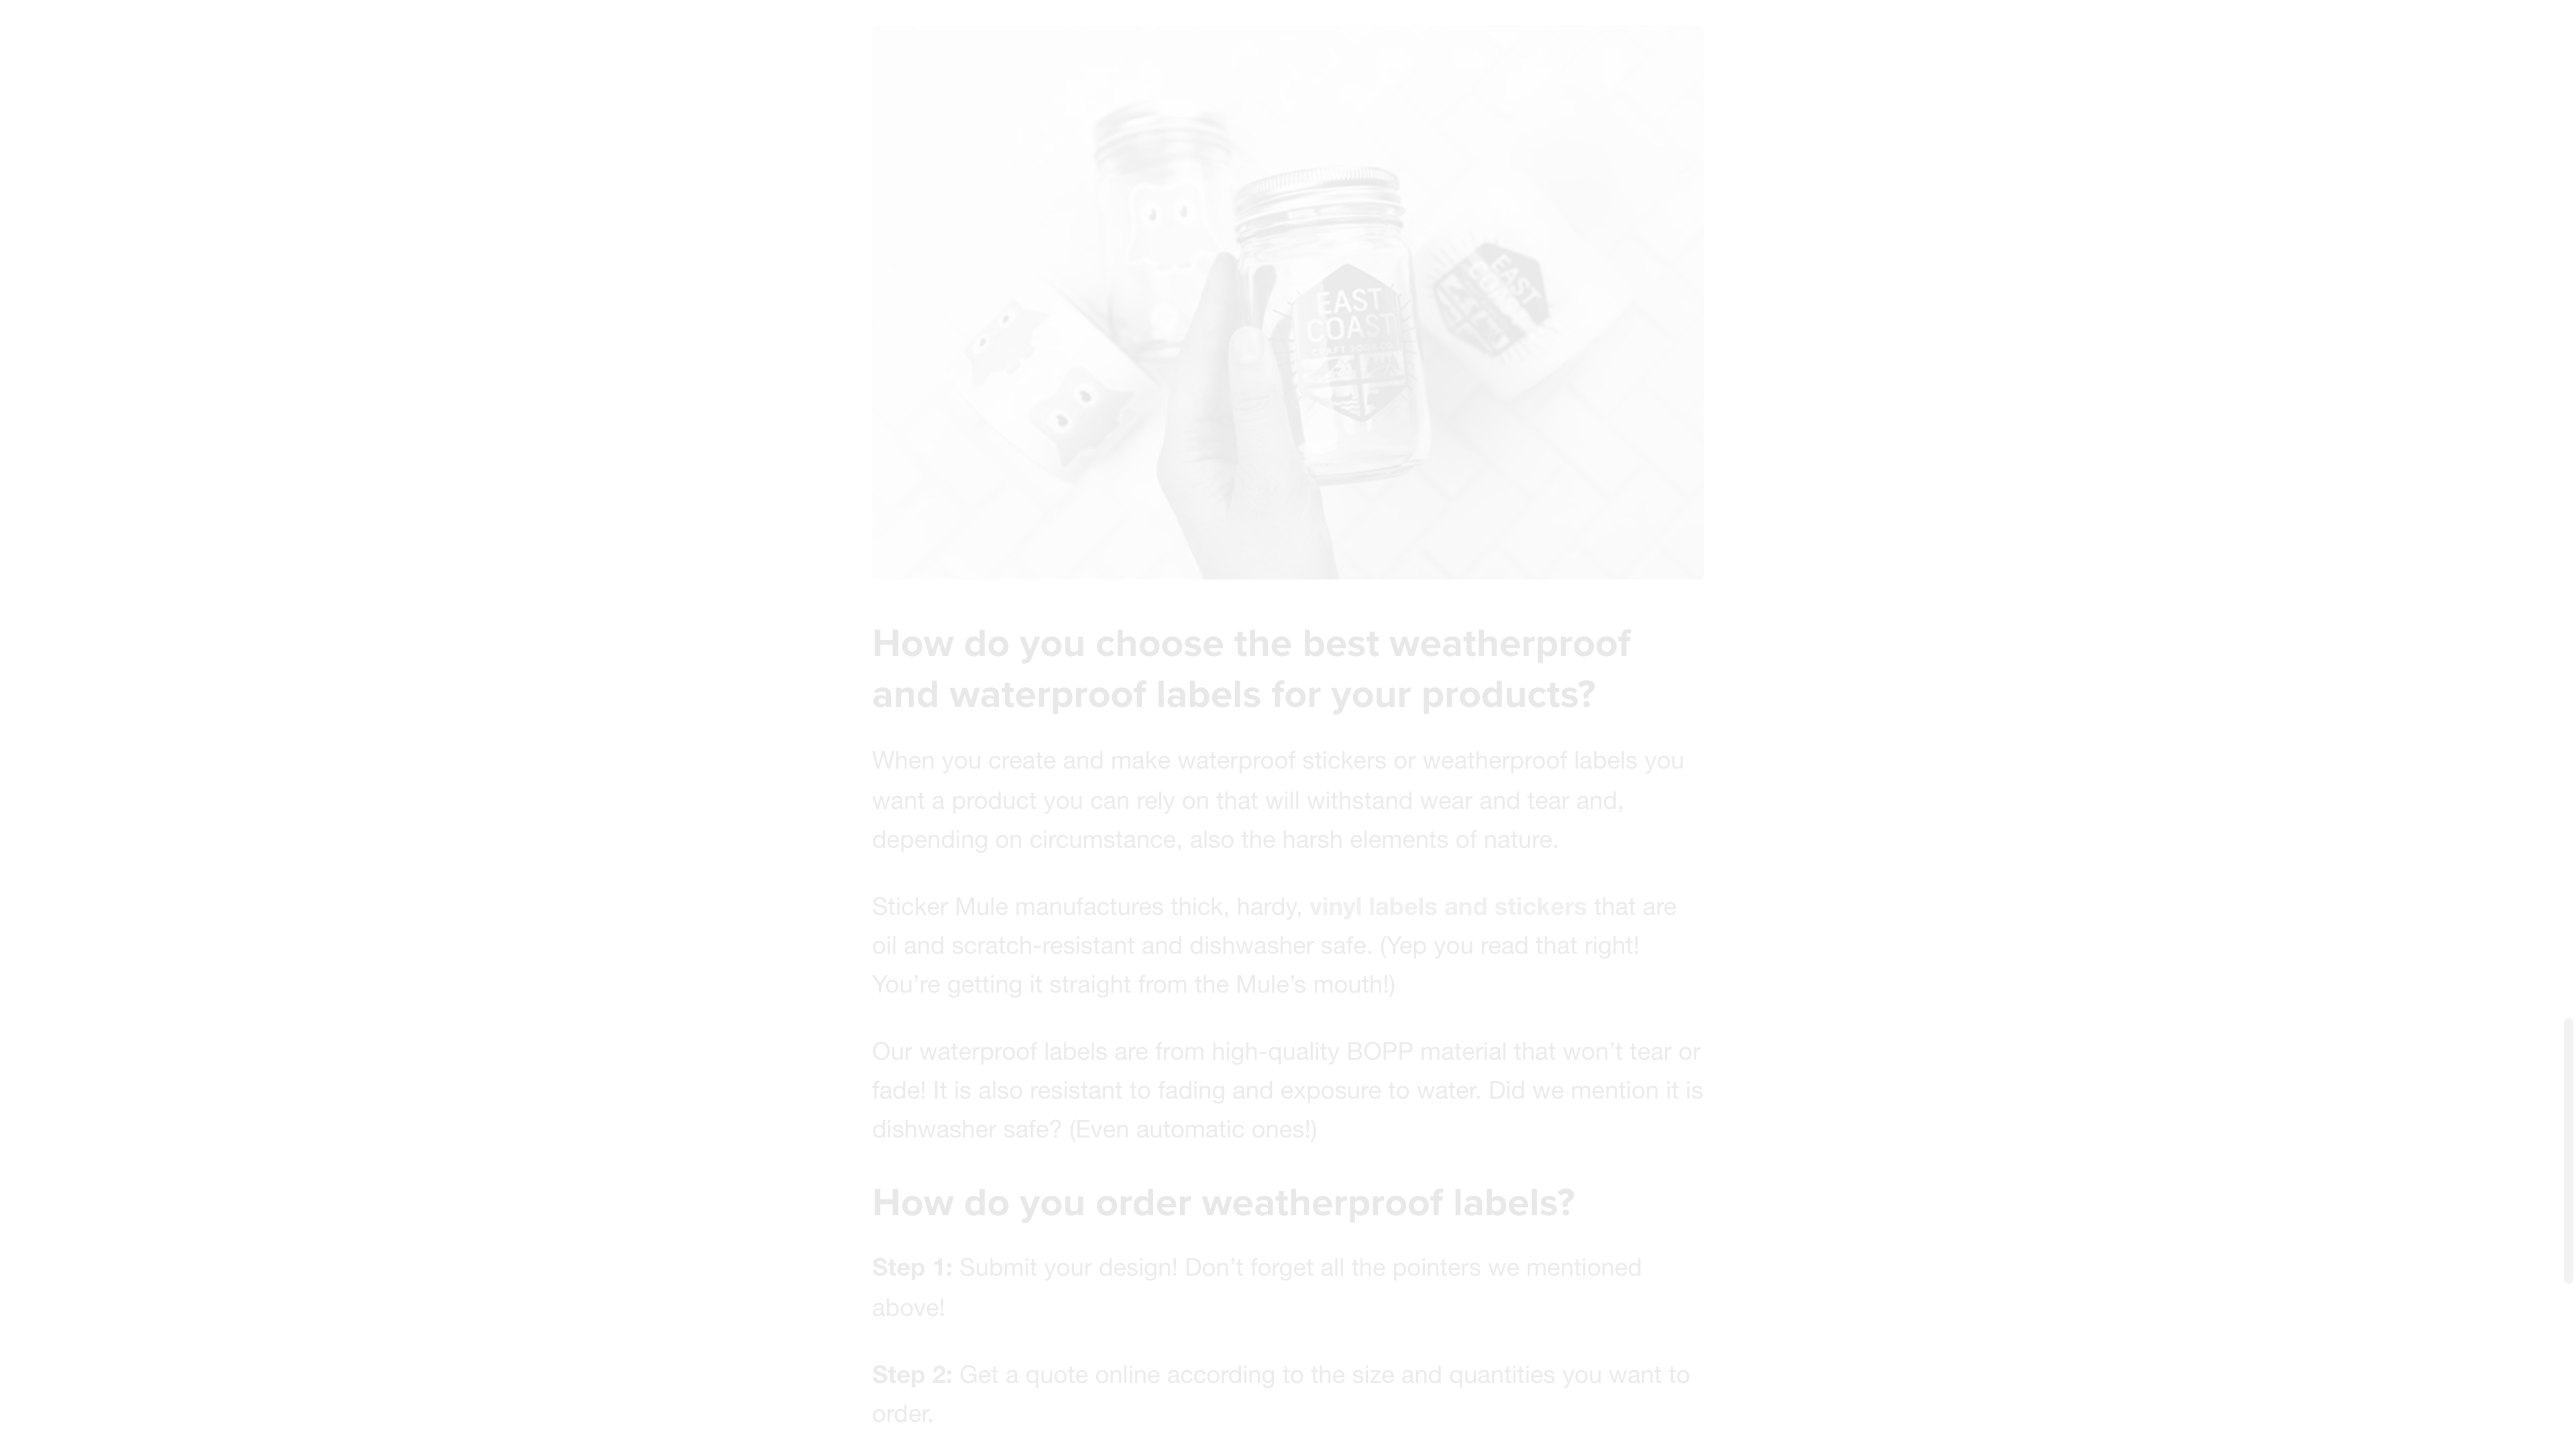 EAST
COAST
CRAFT
EAST
COAST
How do you choose the best weatherproof
and waterproof labels for your products?
When you create and make waterproof stickers or weatherproof labels you
want a product you can rely on that will withstand wear and tear and,
depending on circumstance, also the harsh elements of nature.
Sticker Mule manufactures thick, hardy, vinyl labels and stickers that are
oil and scratch-resistant and dishwasher safe. (Yep you read that right!
You’re getting it straight from the Mule’s mouth!)
Our waterproof labels are from high-quality BOPP material that won’t tear or
fade! It is also resistant to fading and exposure to water. Did we mention it is
dishwasher safe? (Even automatic ones!)
How do you order weatherproof labels?
Step 1: Submit your design! Don’t forget all the pointers we mentioned
above!
Step 2: Get a quote online according to the size and quantities you want to
order.